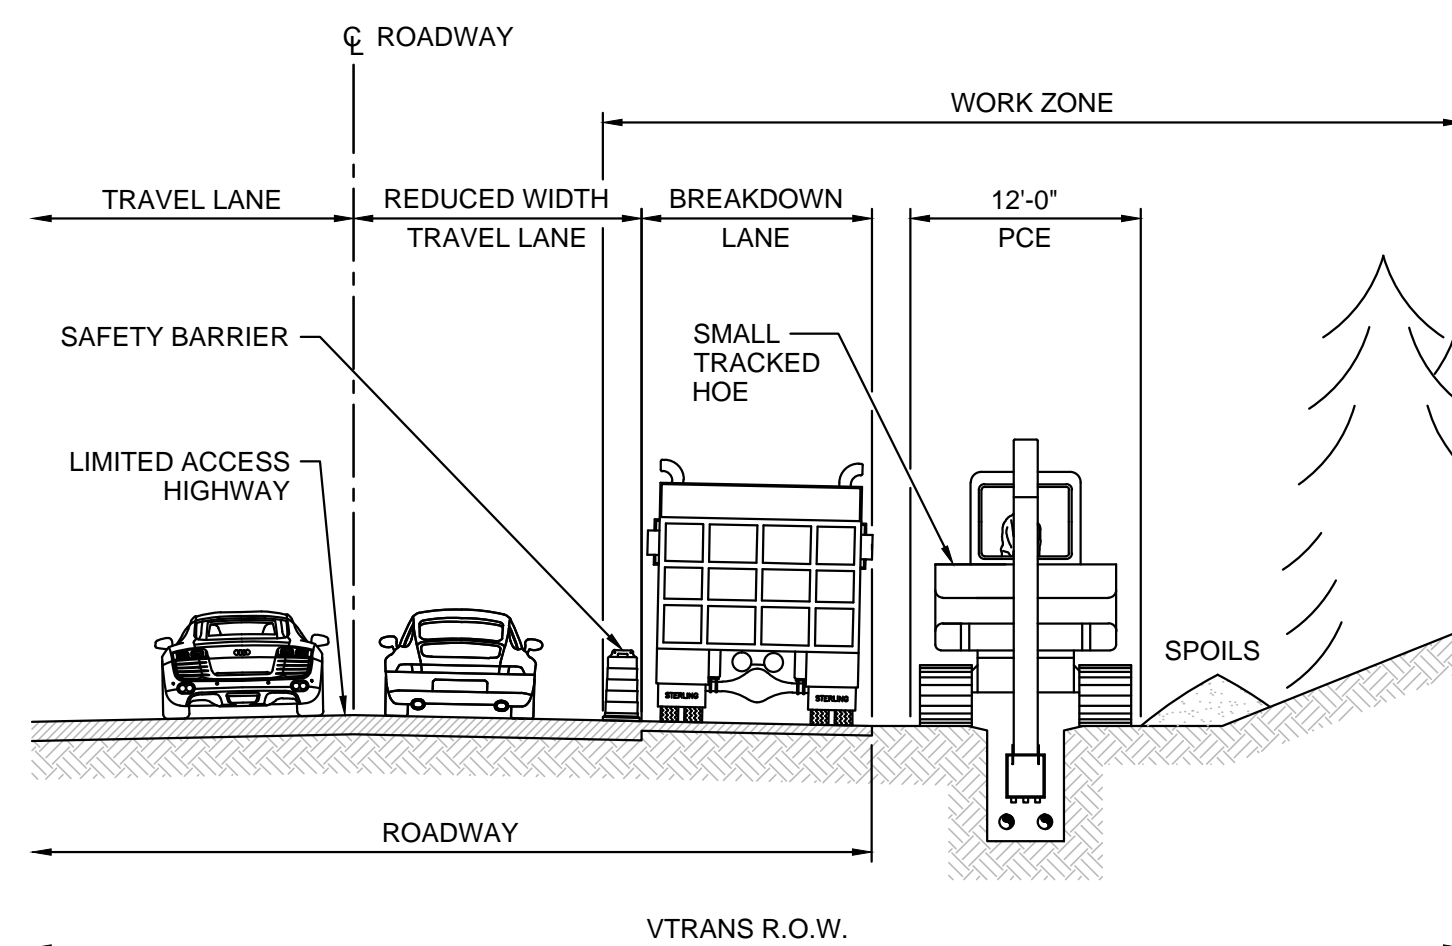 ℄ ROADWAY
WORK ZONE
TRAVEL LANE
REDUCED WIDTH
TRAVEL LANE
BREAKDOWN
LANE
12'-0"
PCE
SAFETY BARRIER
SMALL
TRACKED
HOE
LIMITED ACCESS
HIGHWAY
SPOILS
STERLING
STERLING
ROADWAY
VTRANS R.O.W.